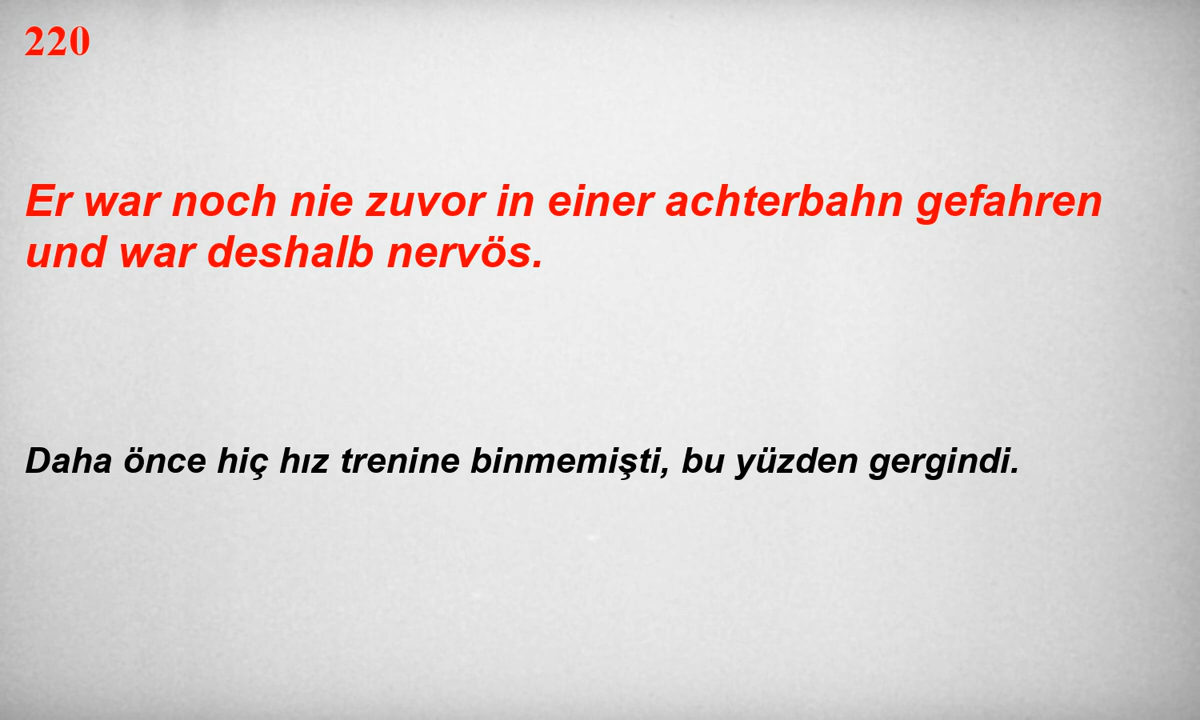 220
Er war noch nie zuvor in einer achterbahn gefahren
und war deshalb nervös.
Daha önce hiç hız trenine binmemişti, bu yüzden gergindi.